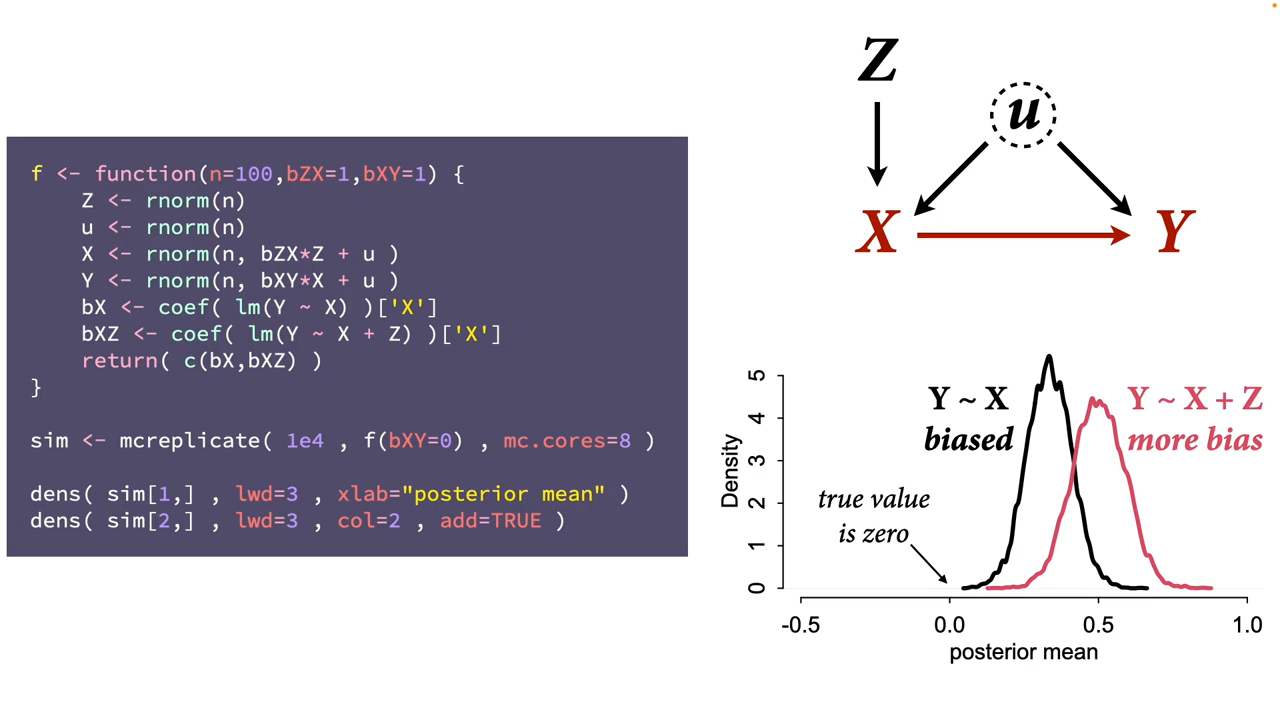 f <- function(n=100,bZX=1,bXY=1) {
    Z <- rnorm(n)
    u <- rnorm(n)
    X <- rnorm(n, bZX*Z + u )
    Y <- rnorm(n, bXY*X + u )
    bX <- coef( lm(Y ~ X) )['X']
    bXZ <- coef( lm(Y ~ X + Z) )['X']
    return( c(bX,bXZ) )
}
sim <- mcreplicate( 1e4 , f(bXY=0) , mc.cores=8 )
dens( sim[1,] , lwd=3 , xlab="posterior mean" )
dens( sim[2,] , lwd=3 , col=2 , add=TRUE )
Z
u
X
Y
Y ~ X
biased
Y ~ X + Z
more bias
true value
is zero
Density
5
4
3
2
1
0
-0.5
0.0
0.5
1.0
posterior mean